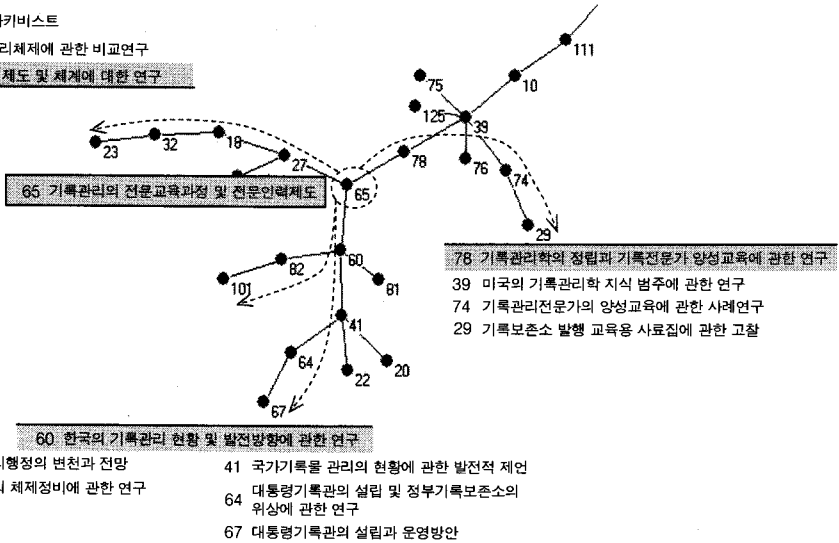 키비스트
리체제에 관한 비교연구
제도 및 체계에 대한 연구
111
10
75
125
39
78
76
74
29
23
32
18
27
65
65 기록관리의 전문교육과정 및 전문인력제도
60
82
101
81
41
64
22
20
67
78 기록관리학의 정립과 기록전문가 양성교육에 관한 연구
39 미국의 기록관리학 지식 범주에 관한 연구
74 기록관리전문가의 양성교육에 관한 사례연구
29 기록보존소 발행 교육용 사료집에 관한 고찰
60 한국의 기록관리 현황 및 발전방향에 관한 연구
행정의 변천과 전망
체제정비에 관한 연구
41 국가기록물 관리의 현황에 관한 발전적 제언
64 대통령기록관의 설립 및 정부기록보존소의
위상에 관한 연구
67 대통령기록관의 설립과 운영방안